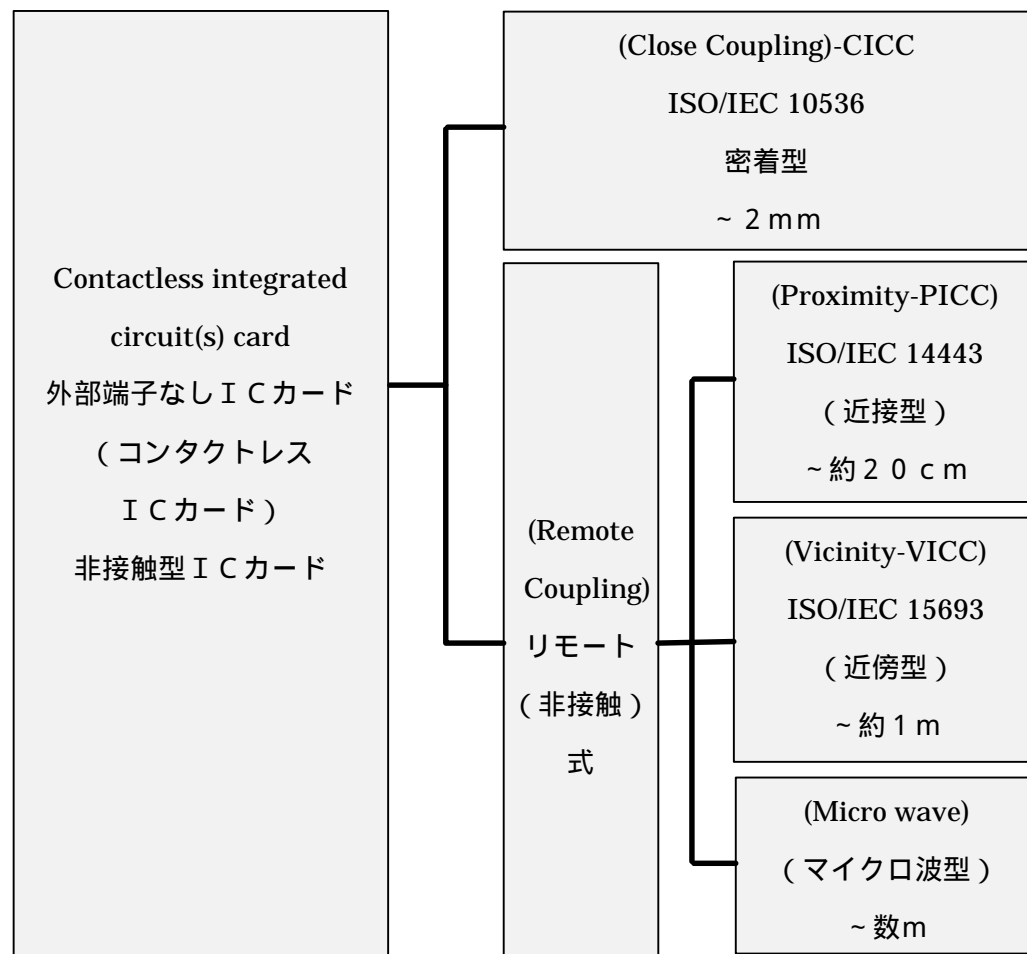 Contactless integrated
circuit(s) card
外部端子なしＩＣカード
（コンタクトレス
ＩＣカード）
非接触型ＩＣカード
(Close Coupling)-CICC
ISO/IEC 10536
密着型
~ ２mm
(Remote
Coupling)
リモート
（非接触）
式
(Proximity-PICC)
ISO/IEC 14443
（近接型）
~約２０ｃｍ
(Vicinity-VICC)
ISO/IEC 15693
（近傍型）
~約１ｍ
(Micro wave)
（マイクロ波型）
~数ｍ